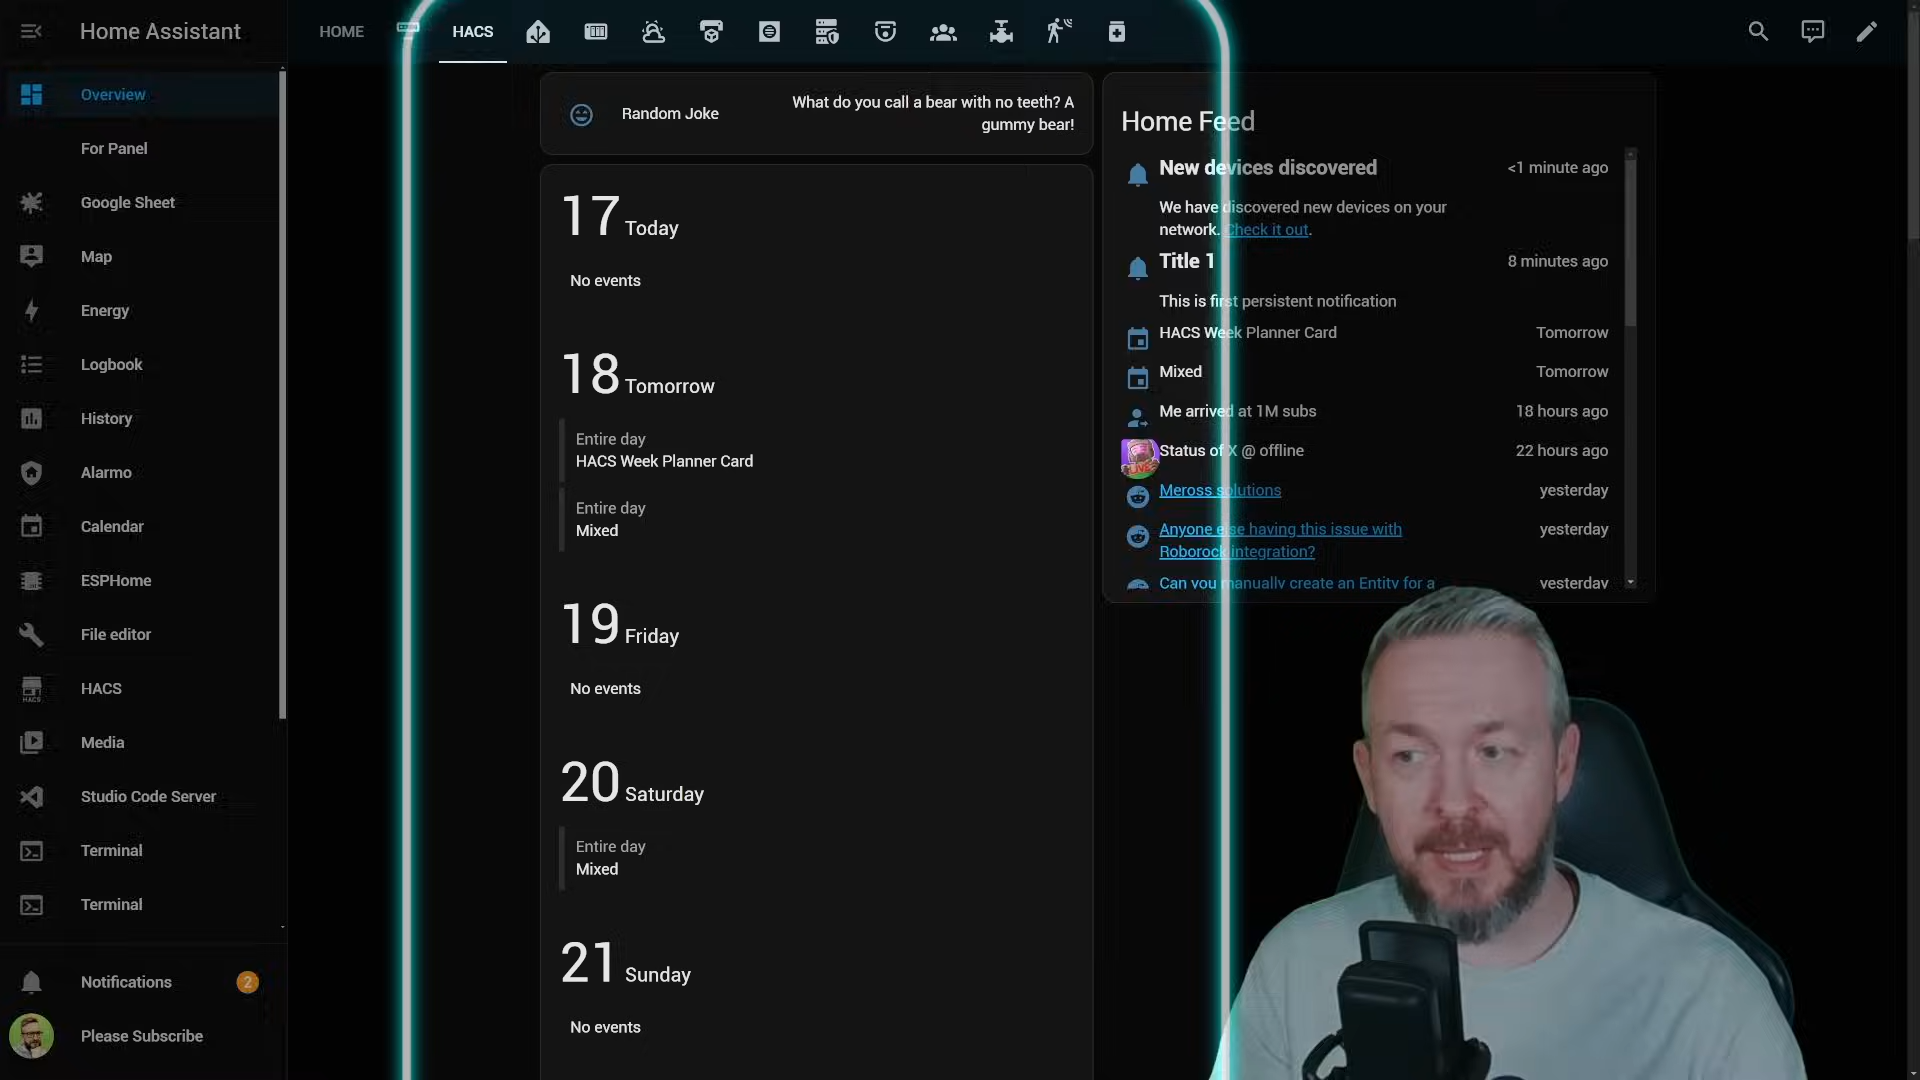 Home Assistant
HOME
HACS
Overview
For Panel
Google Sheet
Map
Energy
Logbook
History
Alarmo
Calendar
ESPHome
File editor
HACS
HACS
Media
Studio Code Server
Terminal
Terminal
Notifications
2
Please Subscribe
Random Joke
What do you call a bear with no teeth? A
gummy bear!
17 Today
No events
18 Tomorrow
Entire day
HACS Week Planner Card
Entire day
Mixed
19 Friday
No events
20 Saturday
Entire day
Mixed
21 Sunday
No events
Home Feed
New devices discovered
<1 minute ago
We have discovered new devices on your
network. Check it out.
Title 1
8 minutes ago
This is first persistent notification
HACS Week Planner Card
Tomorrow
Mixed
Tomorrow
Me arrived at 1M subs
18 hours ago
LIVE
Status of X @ offline
22 hours ago
Meross solutions
yesterday
Anyone else having this issue with
Roborock integration?
yesterday
Can you manually create an Entity for a
yesterday